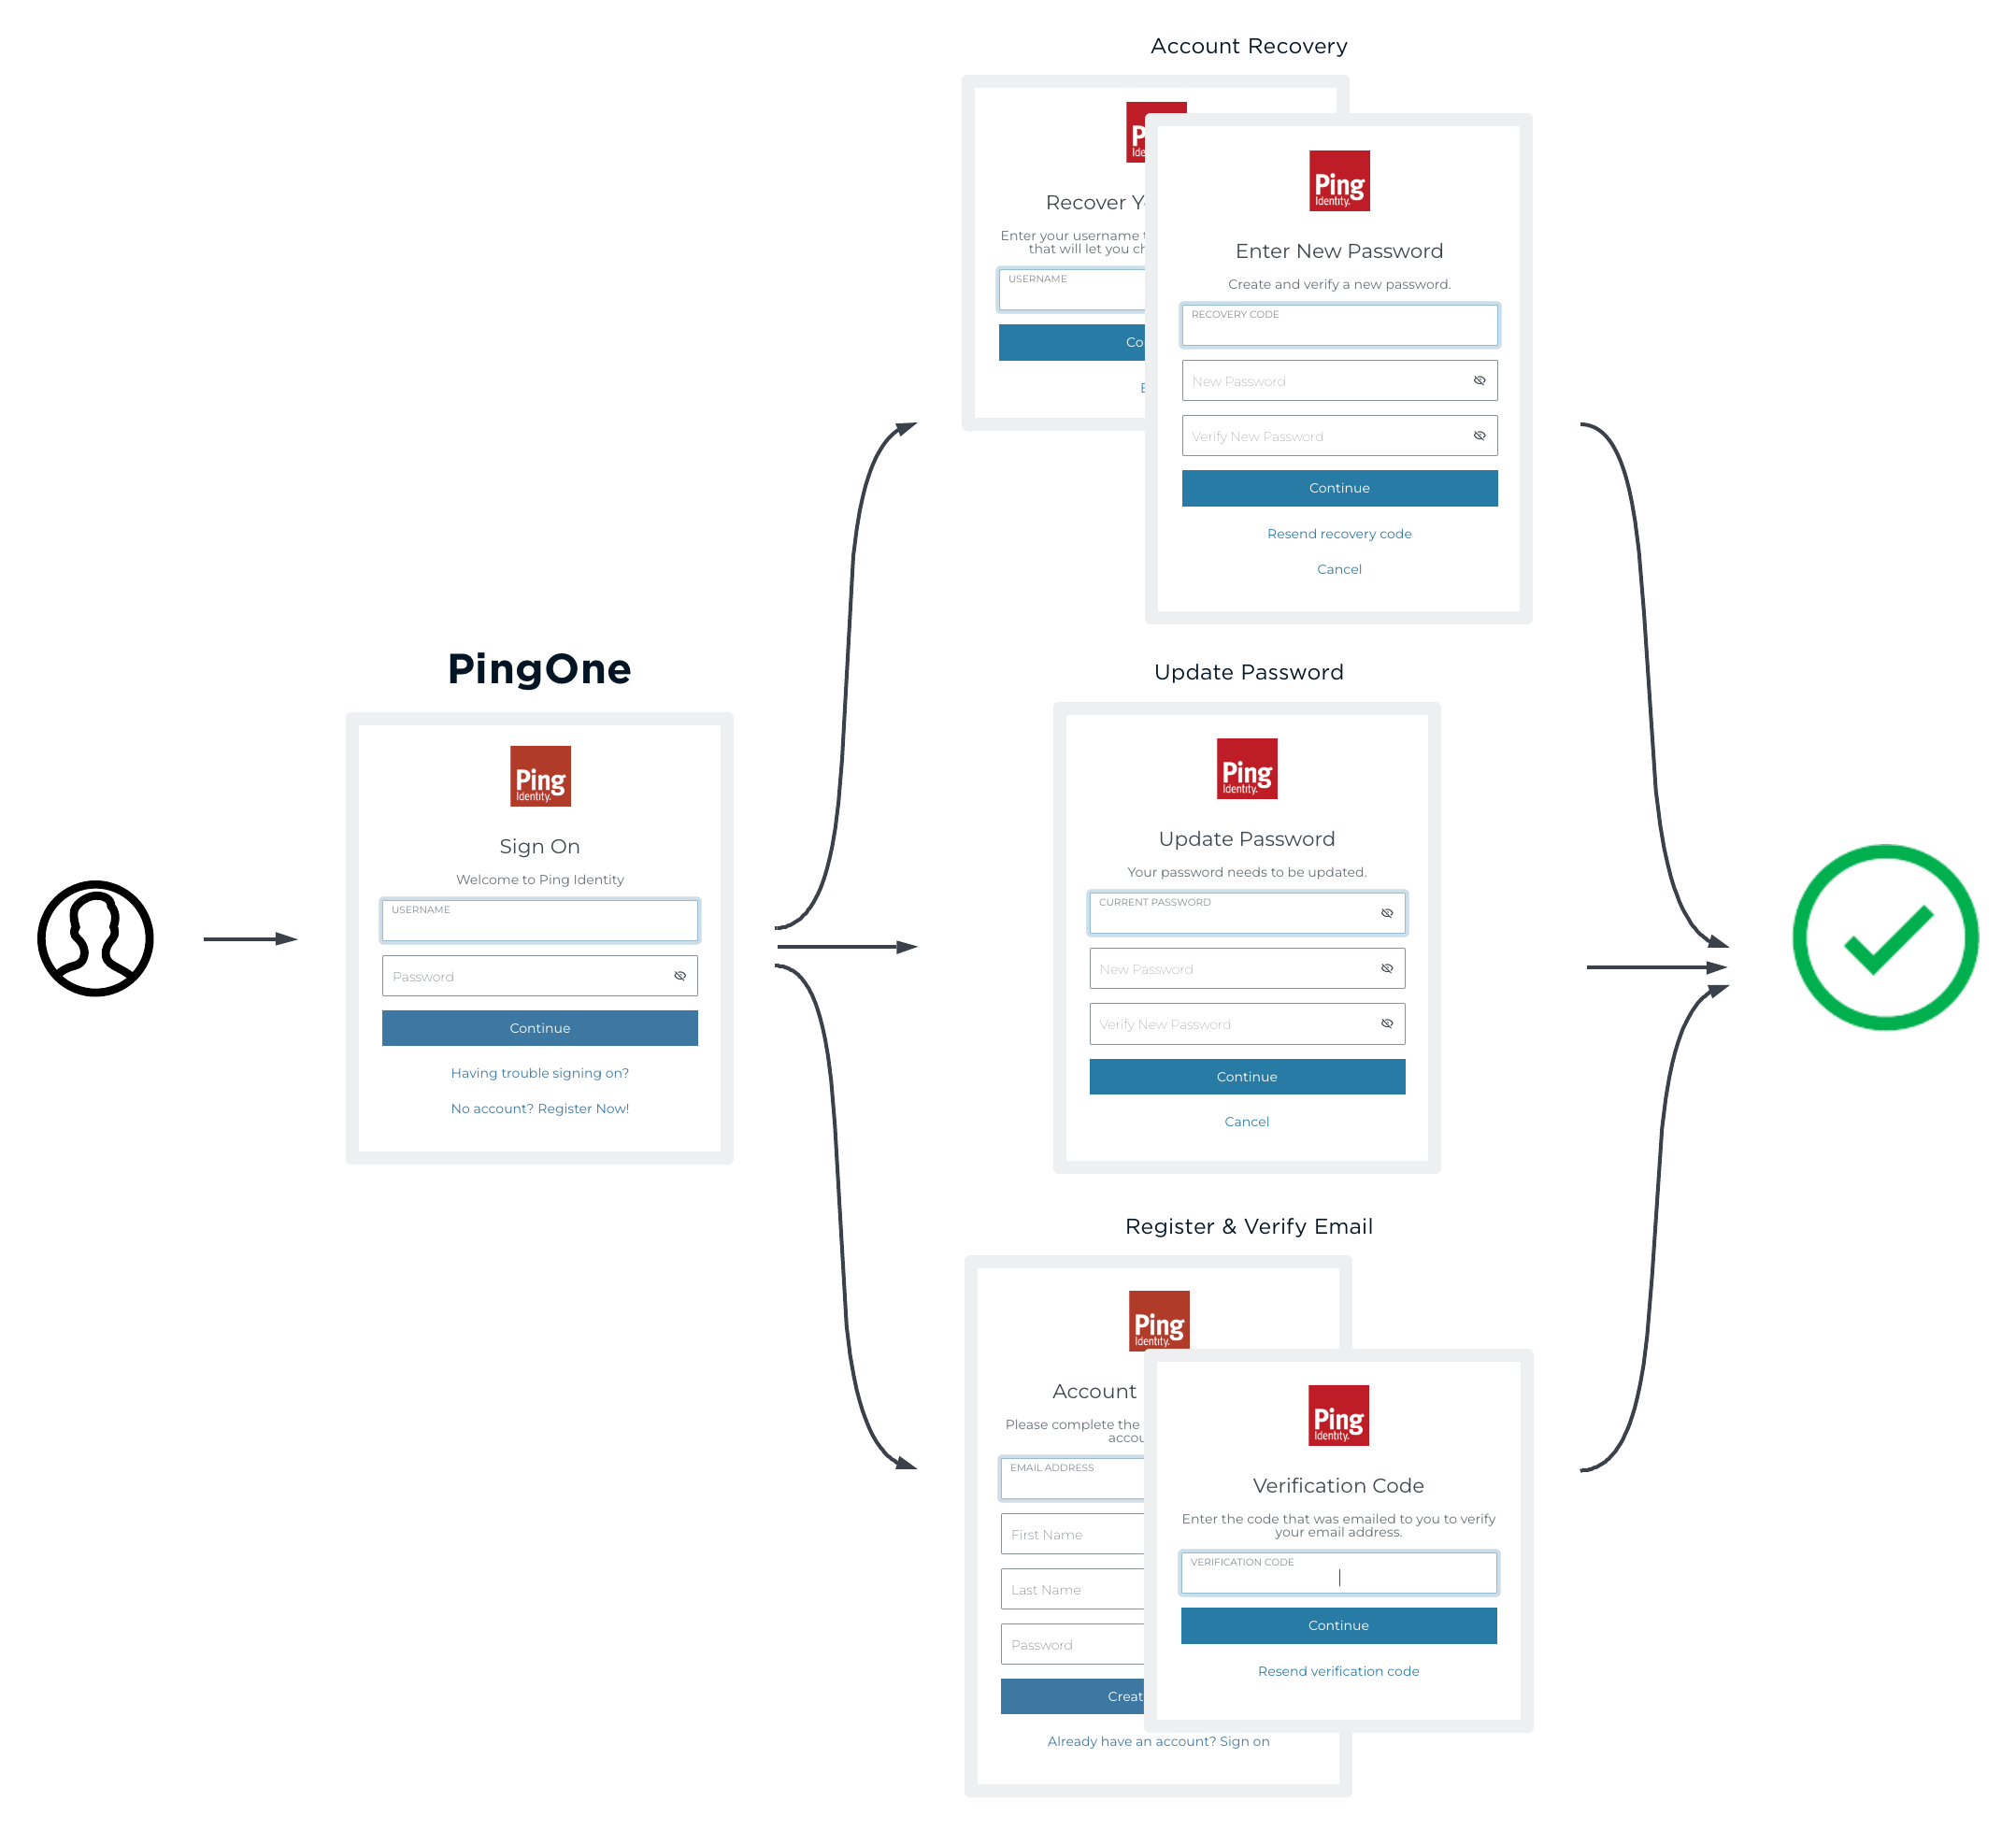 Account Recovery
Recover
Enter your username
that will let you
USERNAME
Ping
Identity.
Enter New Password
Create and verify a new password.
RECOVERY CODE
New Password
Verify New Password
Continue
Resend recovery code
Cancel
PingOne
Ping
Identity.
Sign On
Welcome to Ping Identity
USERNAME
Password
Continue
Having trouble signing on?
No account? Register Now!
Update Password
Ping
Identity.
Update Password
Your password needs to be updated.
CURRENT PASSWORD
New Password
Verify New Password
Continue
Cancel
Register & Verify Email
Ping
Identity.
Account
Please complete the
EMAIL ADDRESS
First Name
Last Name
Password
Already have an account? Sign on
Ping
Identity.
Verification Code
Enter the code that was emailed to you to verify
your email address.
VERIFICATION CODE
Continue
Resend verification code